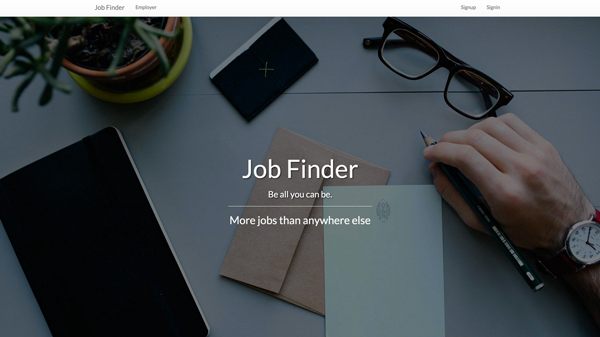 Job Finder Employer Signup Signin
Job Finder
Be all you can be.
More jobs than anywhere else